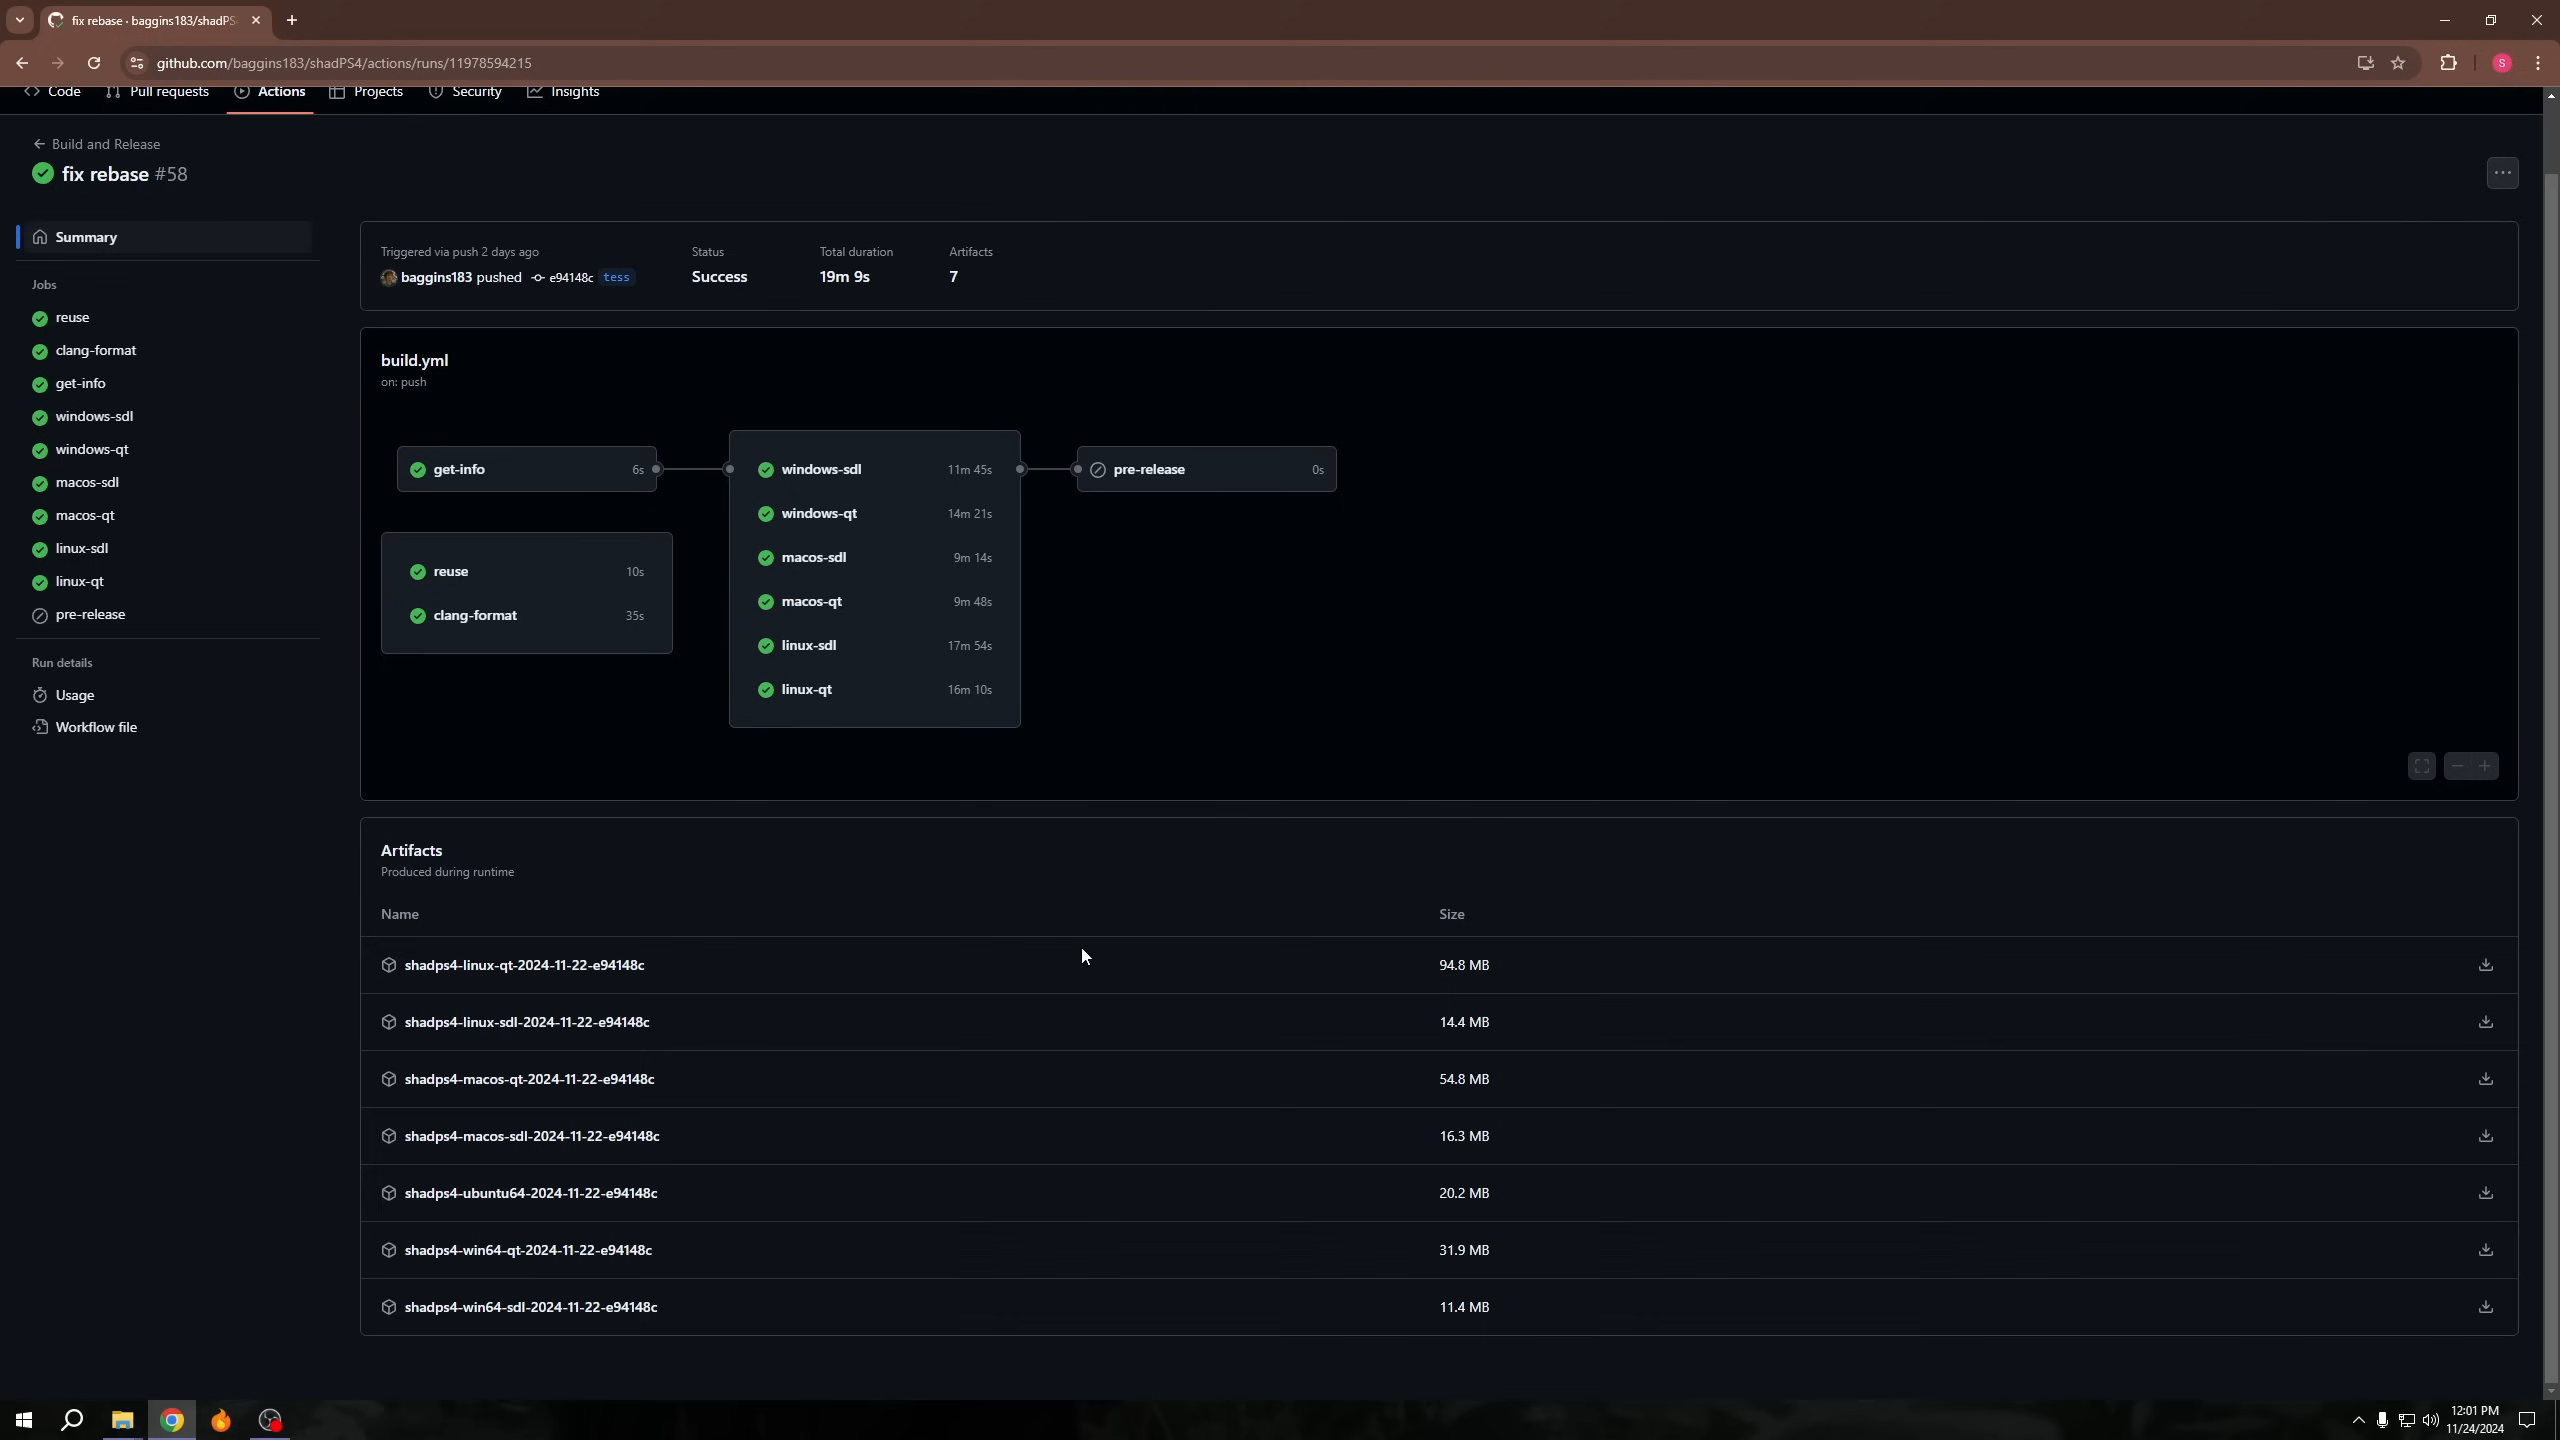 fix rebase · baggins183/shadPS
github.com/baggins183/shadPS4/actions/runs/11978594215
S
Code
Pull requests
Actions
Projects
Security
Insights
Build and Release
fix rebase #58
Summary
Jobs
reuse
clang-format
get-info
windows-sdl
windows-qt
macos-sdl
macos-qt
linux-sdl
linux-qt
pre-release
Run details
Usage
Workflow file
Triggered via push 2 days ago
baggins183 pushed e94148c tess
Status
Success
Total duration
19m 9s
Artifacts
7
build.yml
on: push
get-info 6s
reuse 10s
clang-format 35s
windows-sdl 11m 45s
windows-qt 14m 21s
macos-sdl 9m 14s
macos-qt 9m 48s
linux-sdl 17m 54s
linux-qt 16m 10s
pre-release 0s
Artifacts
Produced during runtime
Name Size
shadps4-linux-qt-2024-11-22-e94148c 94.8 MB
shadps4-linux-sdl-2024-11-22-e94148c 14.4 MB
shadps4-macos-qt-2024-11-22-e94148c 54.8 MB
shadps4-macos-sdl-2024-11-22-e94148c 16.3 MB
shadps4-ubuntu64-2024-11-22-e94148c 20.2 MB
shadps4-win64-qt-2024-11-22-e94148c 31.9 MB
shadps4-win64-sdl-2024-11-22-e94148c 11.4 MB
12:01 PM
11/24/2024